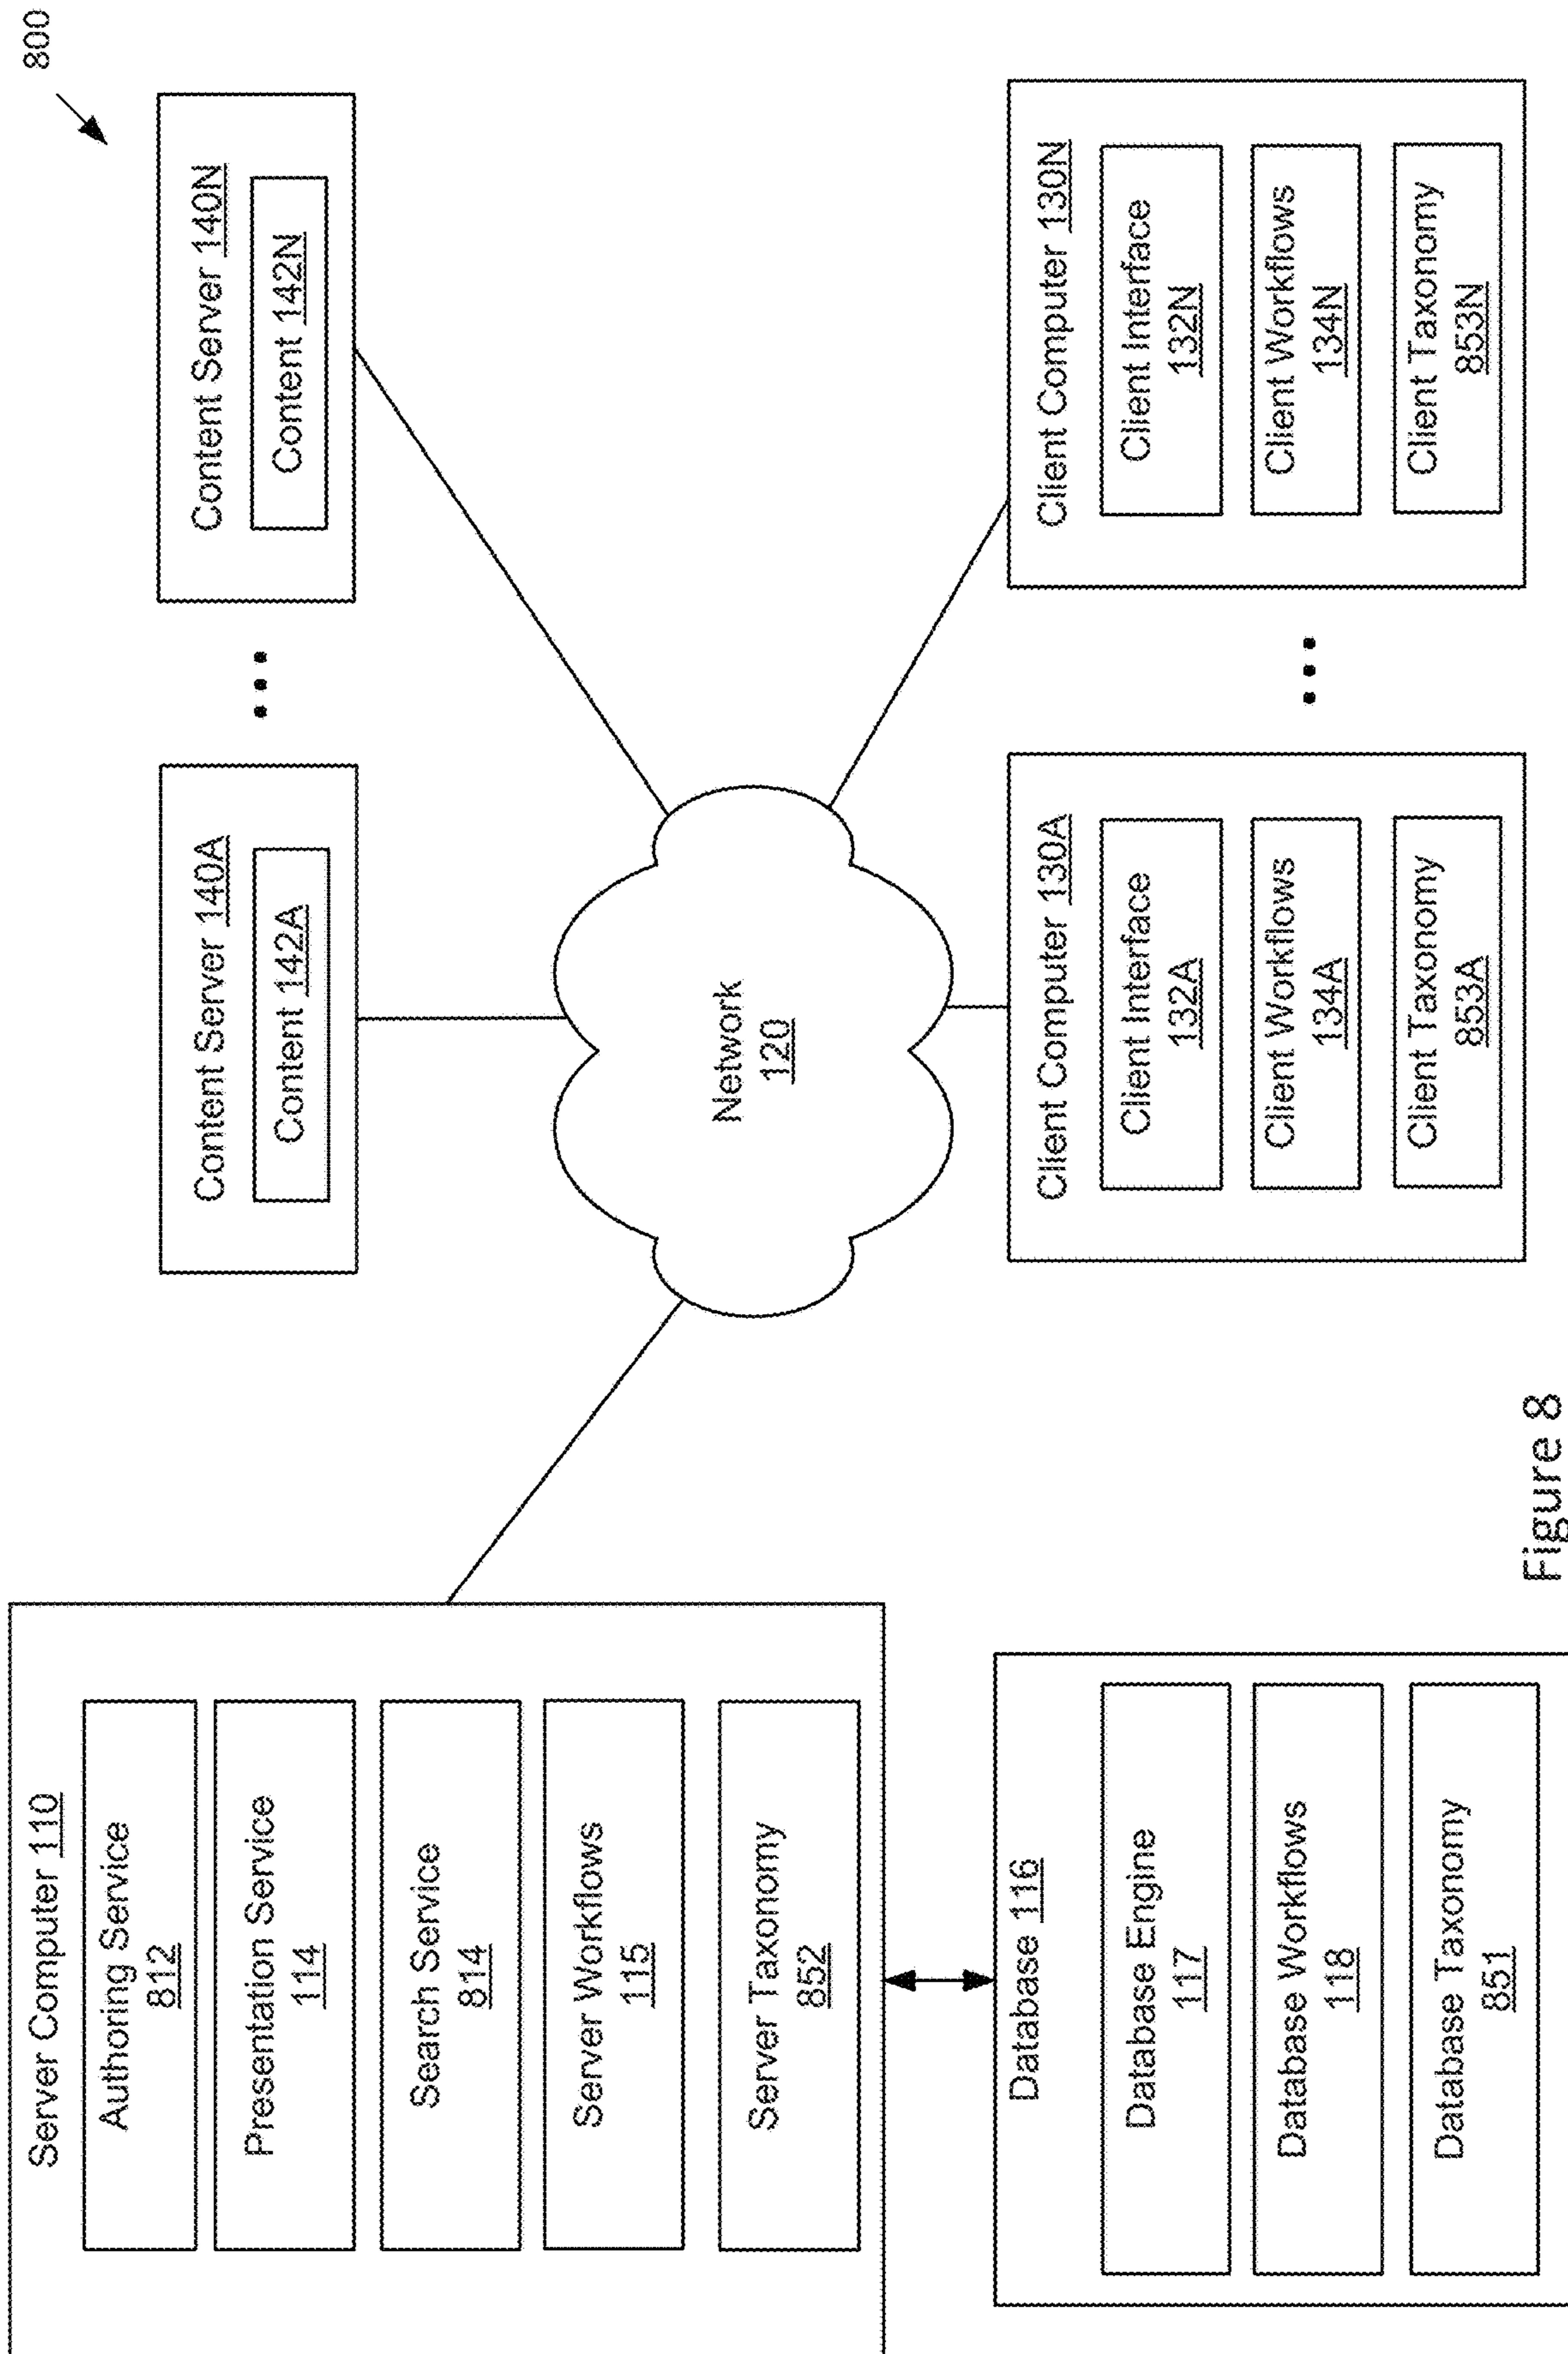 800
Server Computer 110
Authoring Service
812
Presentation Service
114
Search Service
814
Server Workflows
115
Server Taxonomy
852
Database 116
Database Engine
117
Database Workflows
118
Database Taxonomy
851
Content Server 140A
Content 142A
...
Content Server 140N
Content 142N
Network
120
Client Computer 130A
Client Interface
132A
Client Workflows
134A
Client Taxonomy
853A
...
Client Computer 130N
Client Interface
132N
Client Workflows
134N
Client Taxonomy
853N
Figure 8